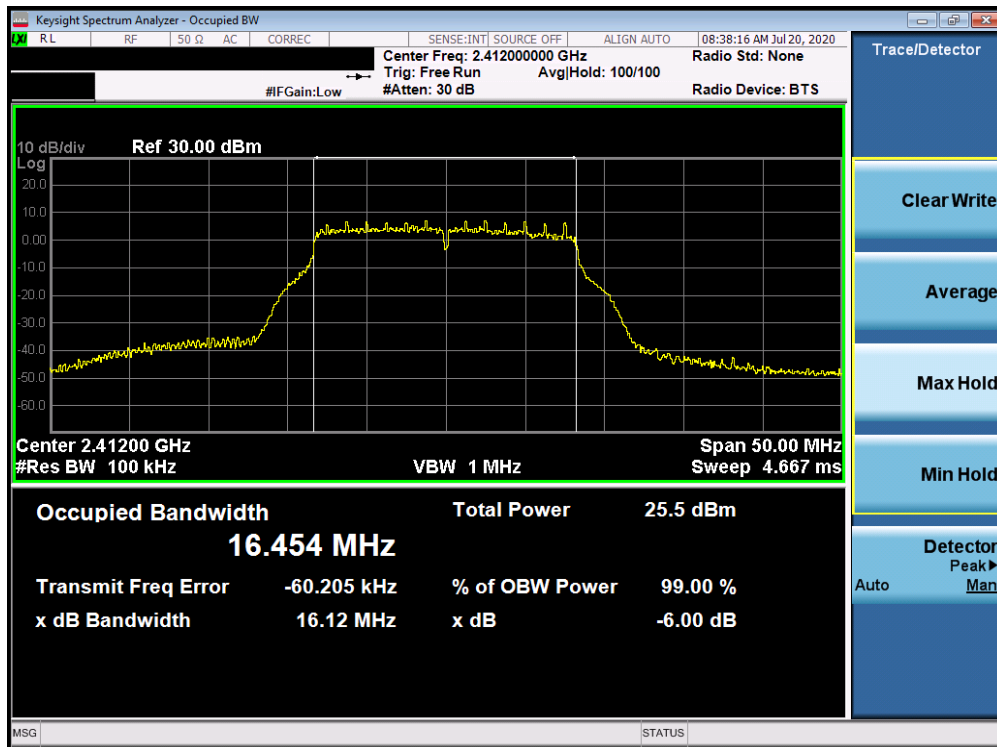 Keysight Spectrum Analyzer - Occupied BW
LXI RL RF 50 Ω AC CORREC SENSE:INT SOURCE OFF ALIGN AUTO 08:38:16 AM Jul 20, 2020
Center Freq: 2.412000000 GHz Radio Std: None
Trig: Free Run Avg|Hold: 100/100
#IFGain:Low #Atten: 30 dB Radio Device: BTS
10 dB/div Ref 30.00 dBm
Log
20.0
10.0
0.00
-10.0
-20.0
-30.0
-40.0
-50.0
-60.0
Center 2.41200 GHz Span 50.00 MHz
#Res BW 100 kHz VBW 1 MHz Sweep 4.667 ms
Occupied Bandwidth Total Power 25.5 dBm
16.454 MHz
Transmit Freq Error -60.205 kHz % of OBW Power 99.00 %
x dB Bandwidth 16.12 MHz x dB -6.00 dB
MSG STATUS
Trace/Detector
Clear Write
Average
Max Hold
Min Hold
Detector
Peak▶
Auto Man